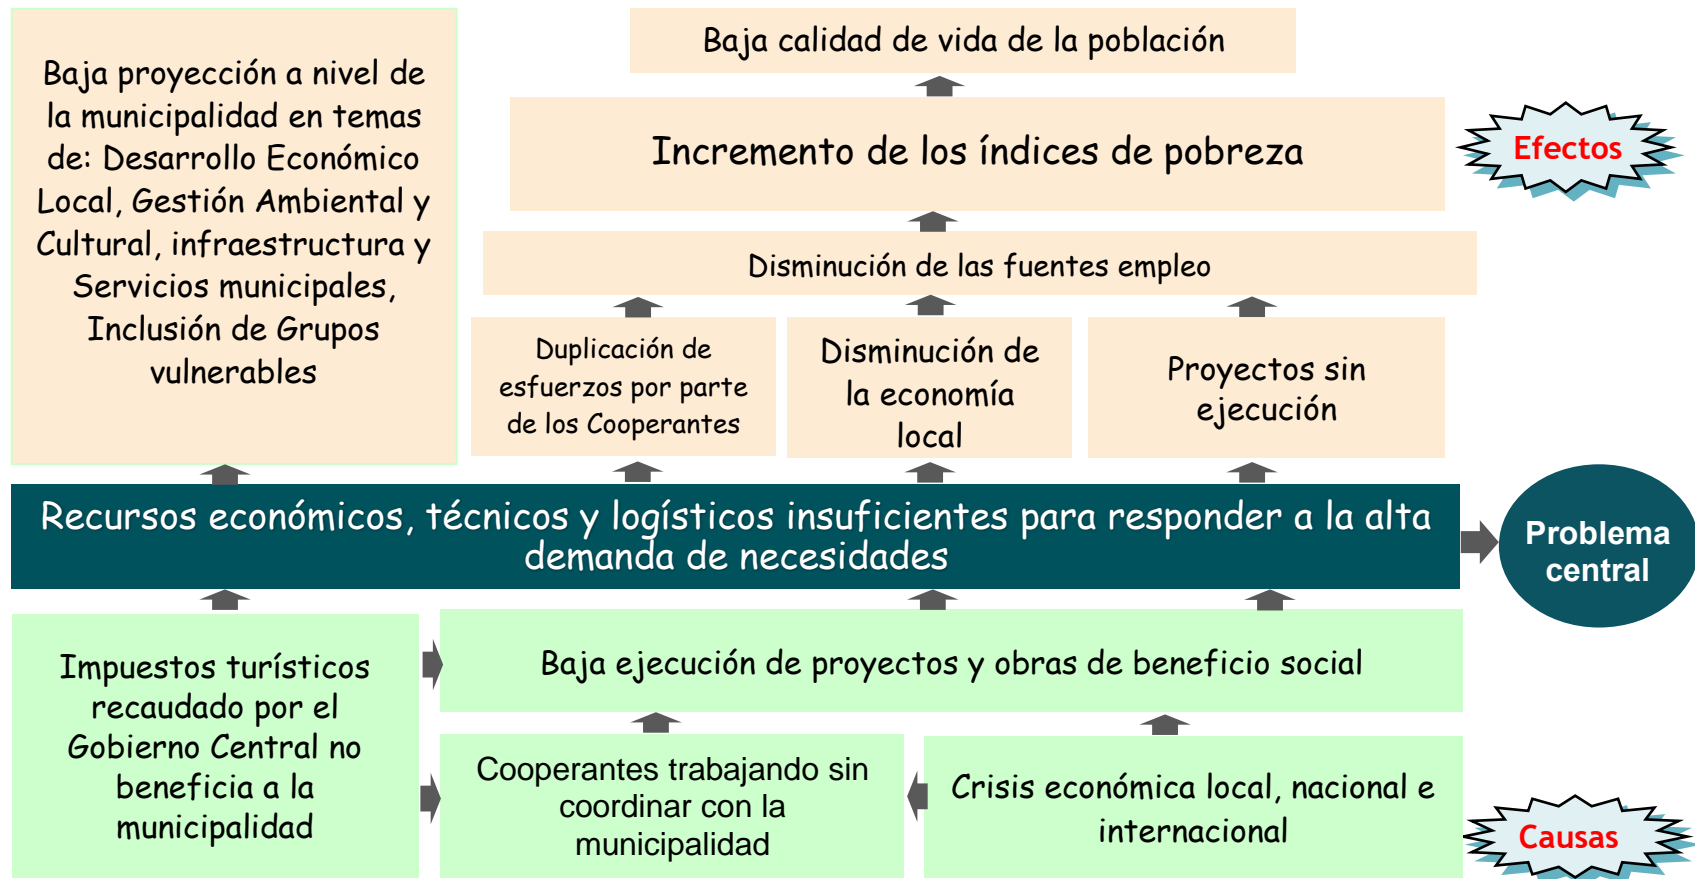 Baja proyección a nivel de
la municipalidad en temas
de: Desarrollo Económico
Local, Gestión Ambiental y
Cultural, infraestructura y
Servicios municipales,
Inclusión de Grupos
vulnerables
Baja calidad de vida de la población
Incremento de los índices de pobreza
Efectos
Disminución de las fuentes empleo
Duplicación de
esfuerzos por parte
de los Cooperantes
Disminución de
la economía
local
Proyectos sin
ejecución
Recursos económicos, técnicos y logísticos insuficientes para responder a la alta
demanda de necesidades
Problema
central
Impuestos turísticos
recaudado por el
Gobierno Central no
beneficia a la
municipalidad
Baja ejecución de proyectos y obras de beneficio social
Cooperantes trabajando sin
coordinar con la
municipalidad
Crisis económica local, nacional e
internacional
Causas